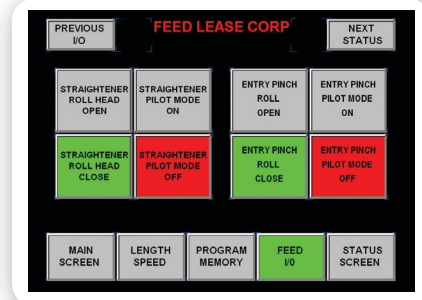 PREVIOUS
I/O
FEED LEASE CORP
NEXT
STATUS
STRAIGHTENER
ROLL HEAD
OPEN
STRAIGHTENER
PILOT MODE
ON
ENTRY PINCH
ROLL
OPEN
ENTRY PINCH
PILOT MODE
ON
STRAIGHTENER
ROLL HEAD
CLOSE
STRAIGHTENER
PILOT MODE
OFF
ENTRY PINCH
ROLL
CLOSE
ENTRY PINCH
PILOT MODE
OFF
MAIN
SCREEN
LENGTH
SPEED
PROGRAM
MEMORY
FEED
I/0
STATUS
SCREEN